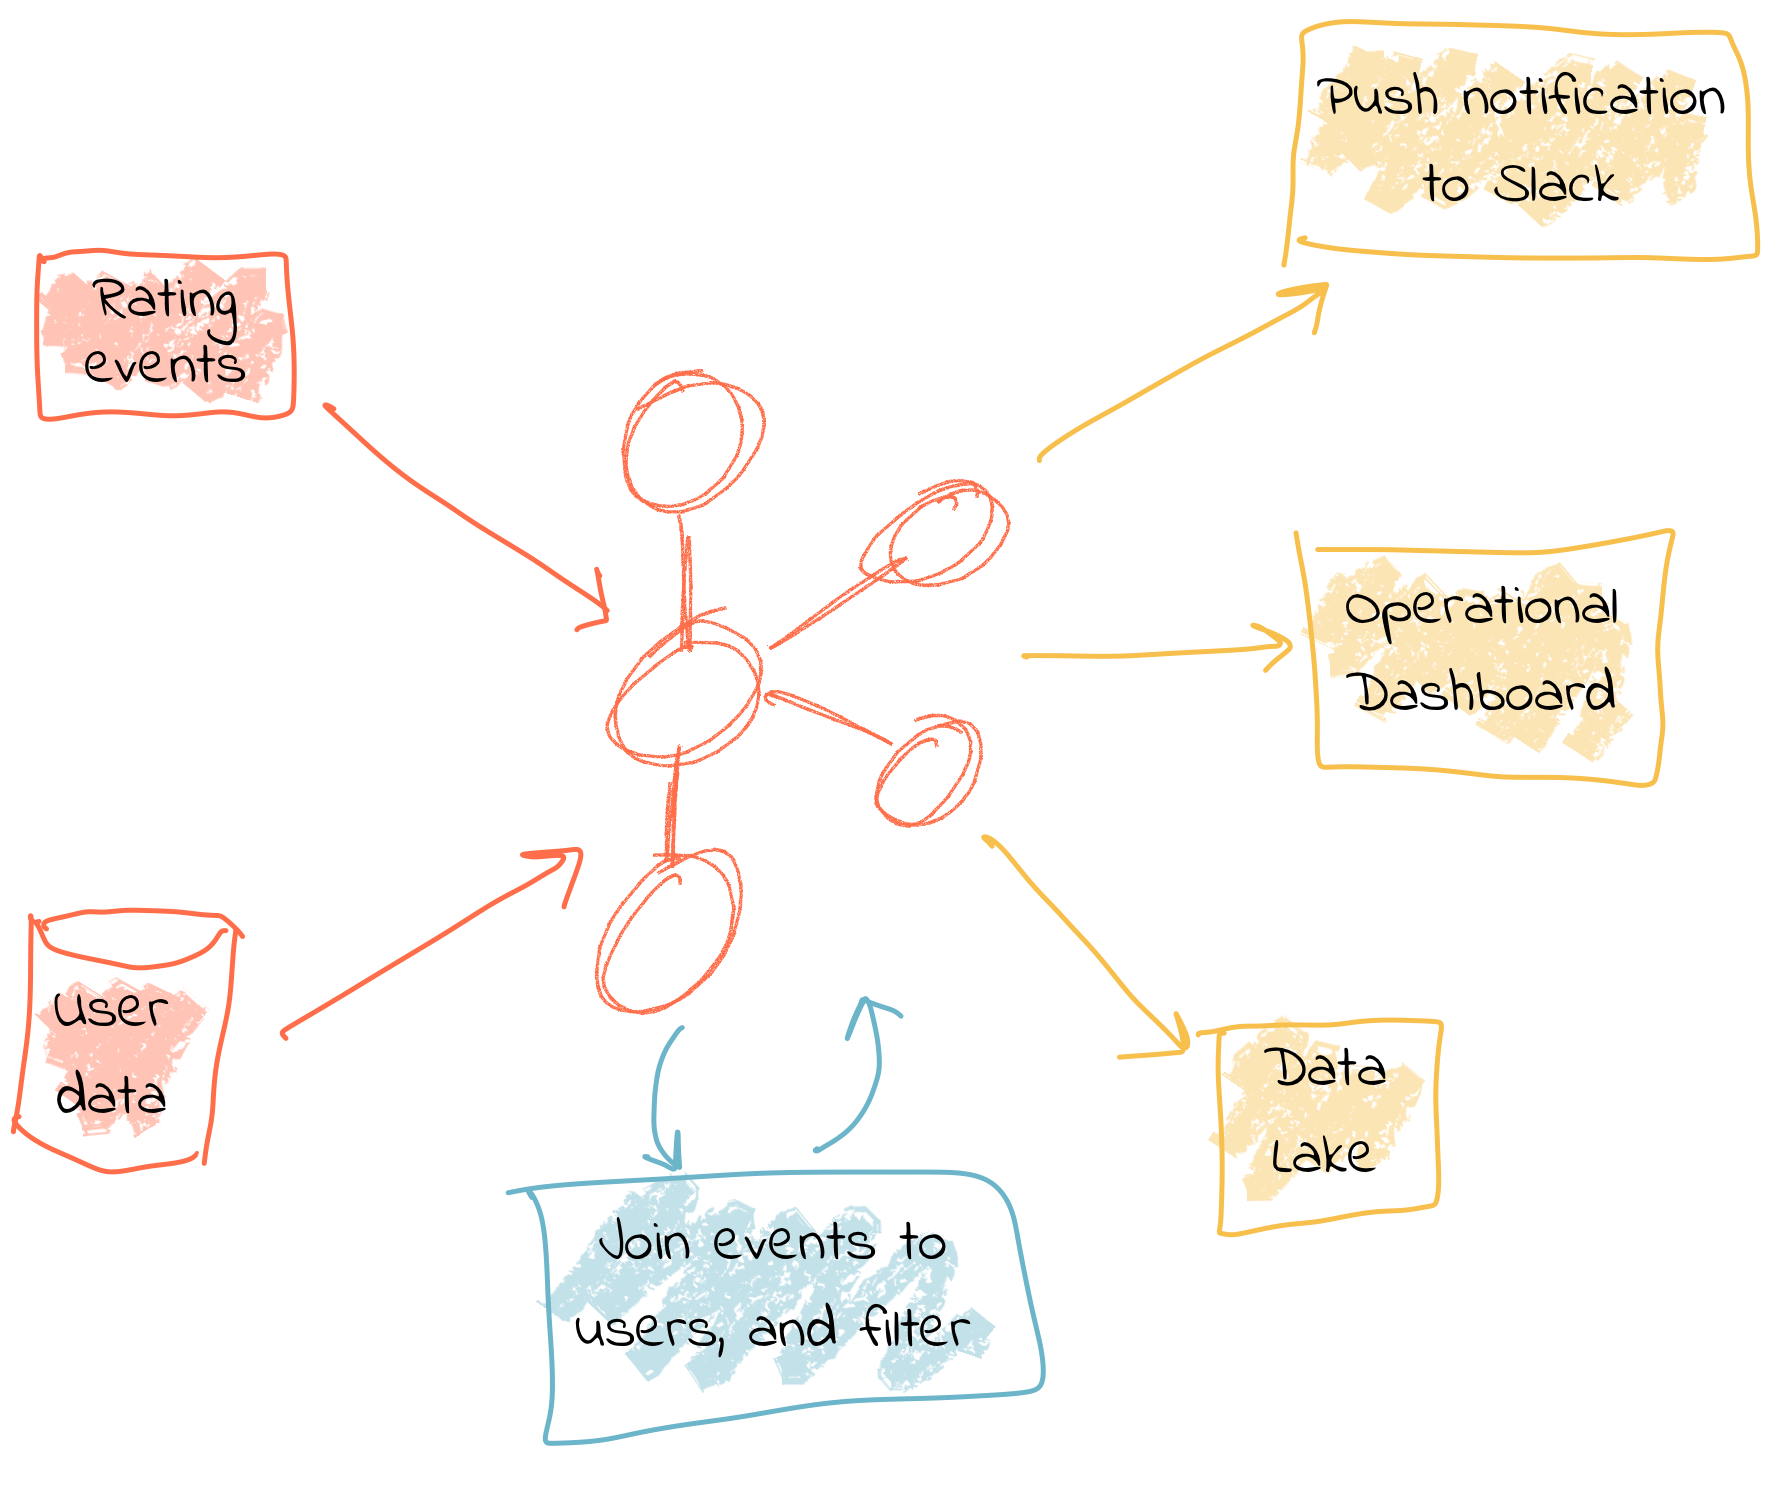 Push notification
to Slack
Rating
events
Operational
Dashboard
User
data
Data
Lake
Join events to
users, and filter